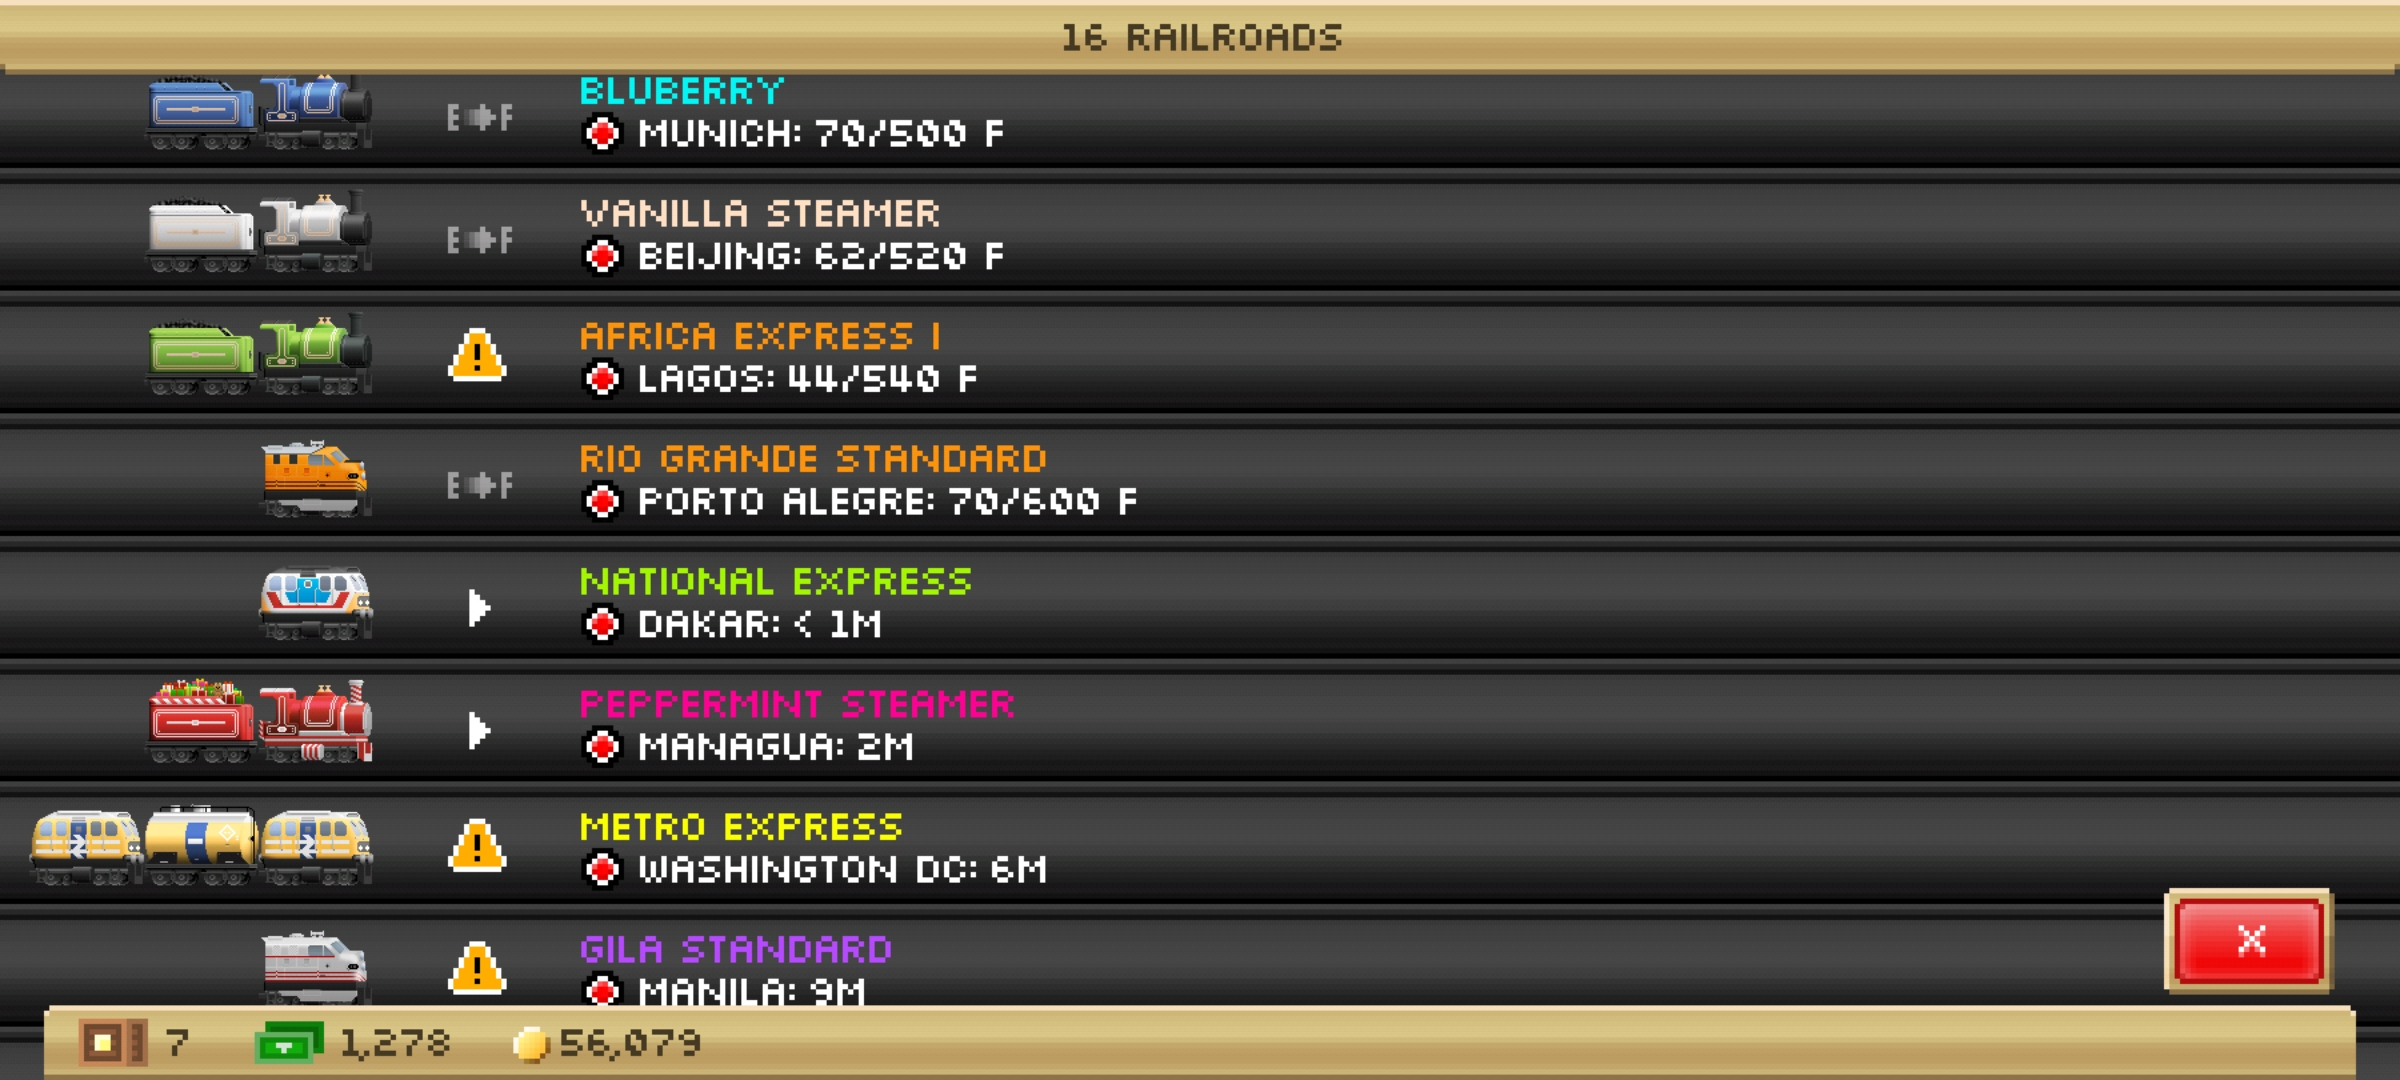 16 RAILROADS
BLUBERRY
E F
MUNICH: 70/500 F
VANILLA STEAMER
E F
BEIJING: 62/520 F
AFRICA EXPRESS I
LAGOS: 44/540 F
RIO GRANDE STANDARD
E F
PORTO ALEGRE: 70/600 F
NATIONAL EXPRESS
DAKAR: < 1M
PEPPERMINT STEAMER
MANAGUA: 2M
METRO EXPRESS
WASHINGTON DC: 6M
GILA STANDARD
MANILA: 9M
X
7 1,278 56,079